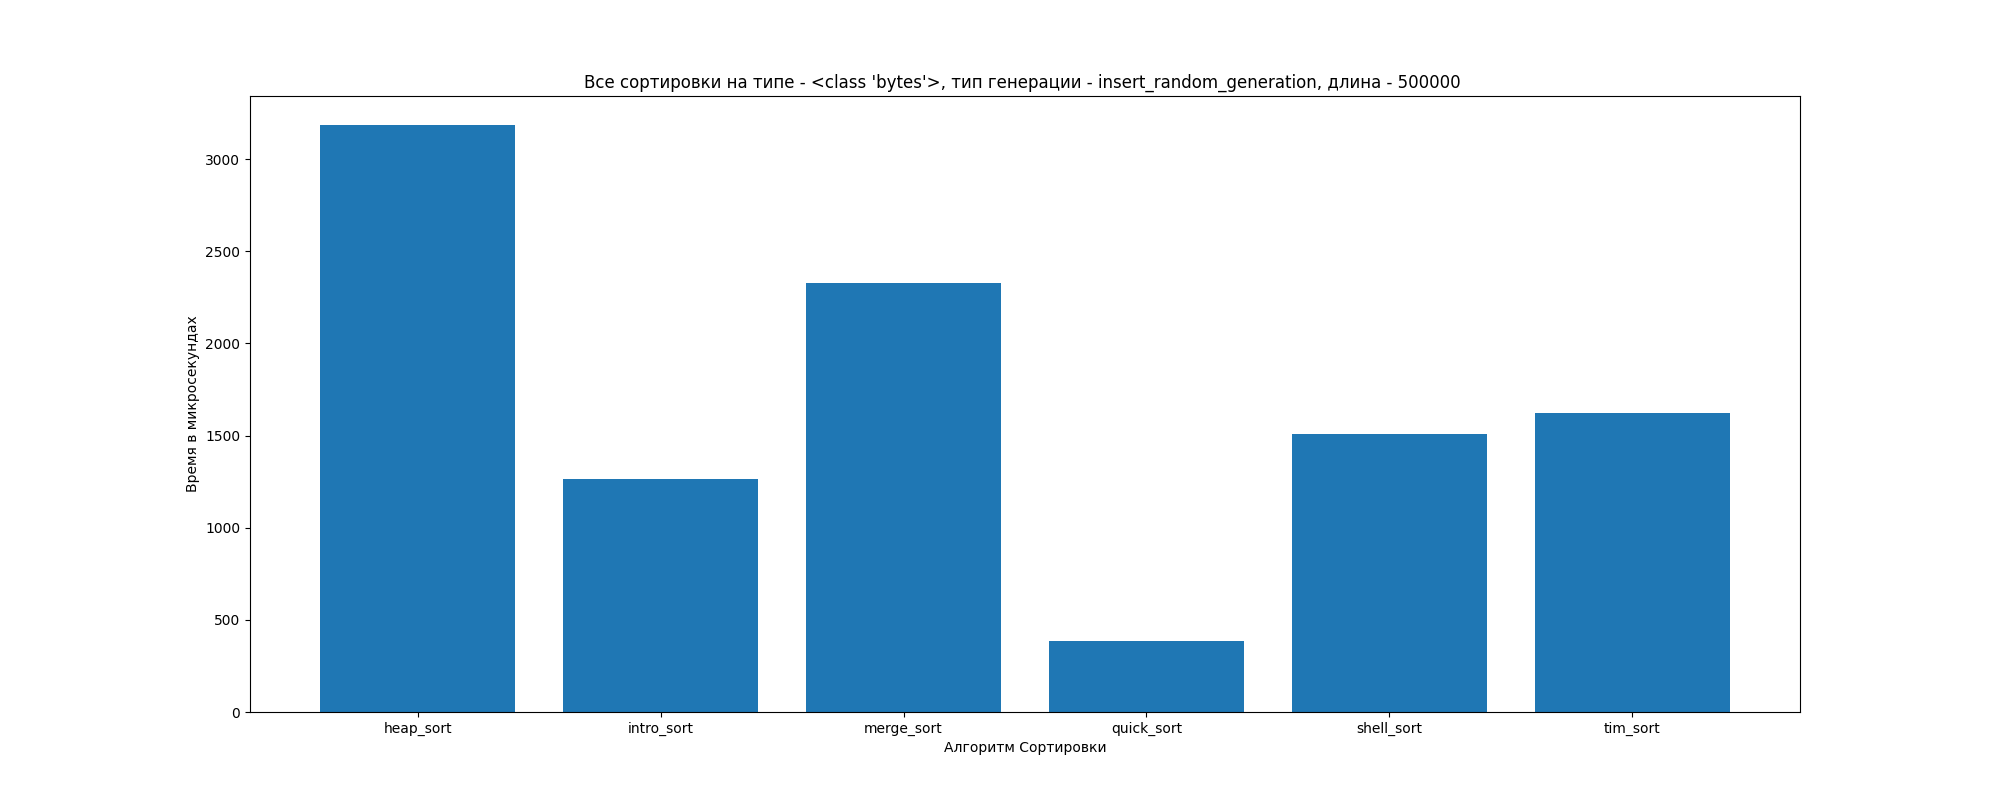 Все сортировки на типе - <class 'bytes'>, тип генерации - insert_random_generation, длина - 500000
Время в микросекундах
3000
2500
2000
1500
1000
500
0
heap_sort
intro_sort
merge_sort
quick_sort
shell_sort
tim_sort
Алгоритм Сортировки